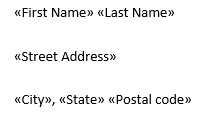 «First Name» «Last Name»
«Street Address»
«City», «State» «Postal code»